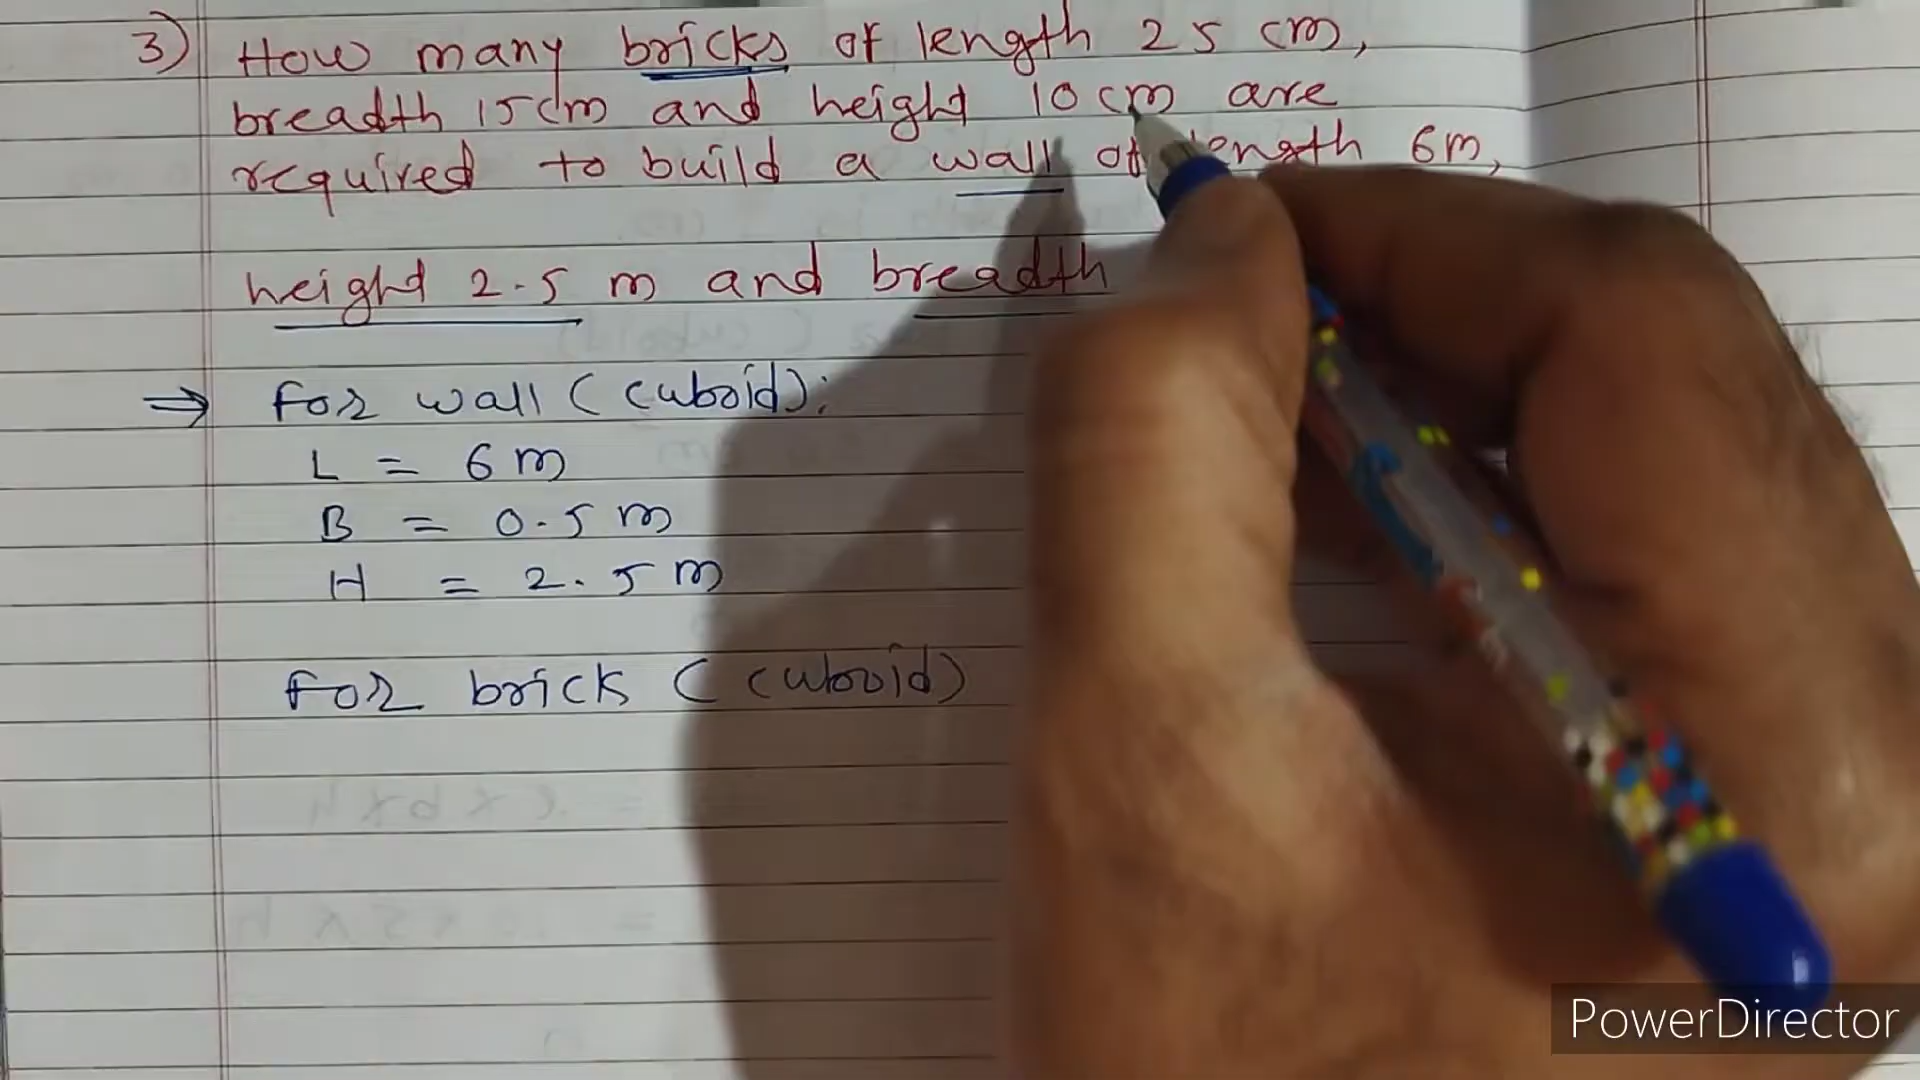 3) How many bricks of length 25 cm,
breadth 15 cm and height 10 cm are
required to build a wall of length 6m,
height 2.5 m and breadth
⇒ For wall (cuboid):
L = 6 m
B = 0.5 m
H = 2.5 m
For brick (cuboid)
PowerDirector